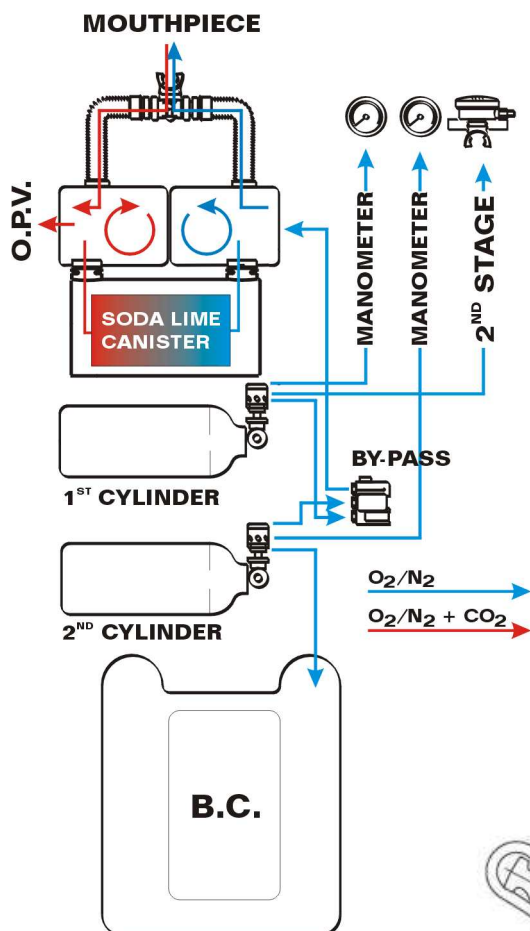 MOUTHPIECE
O.P.V.
MANOMETER
MANOMETER
2ND STAGE
SODA LIME
CANISTER
1ST CYLINDER
BY-PASS
2ND CYLINDER
O2/N2
O2/N2 + CO2
B.C.